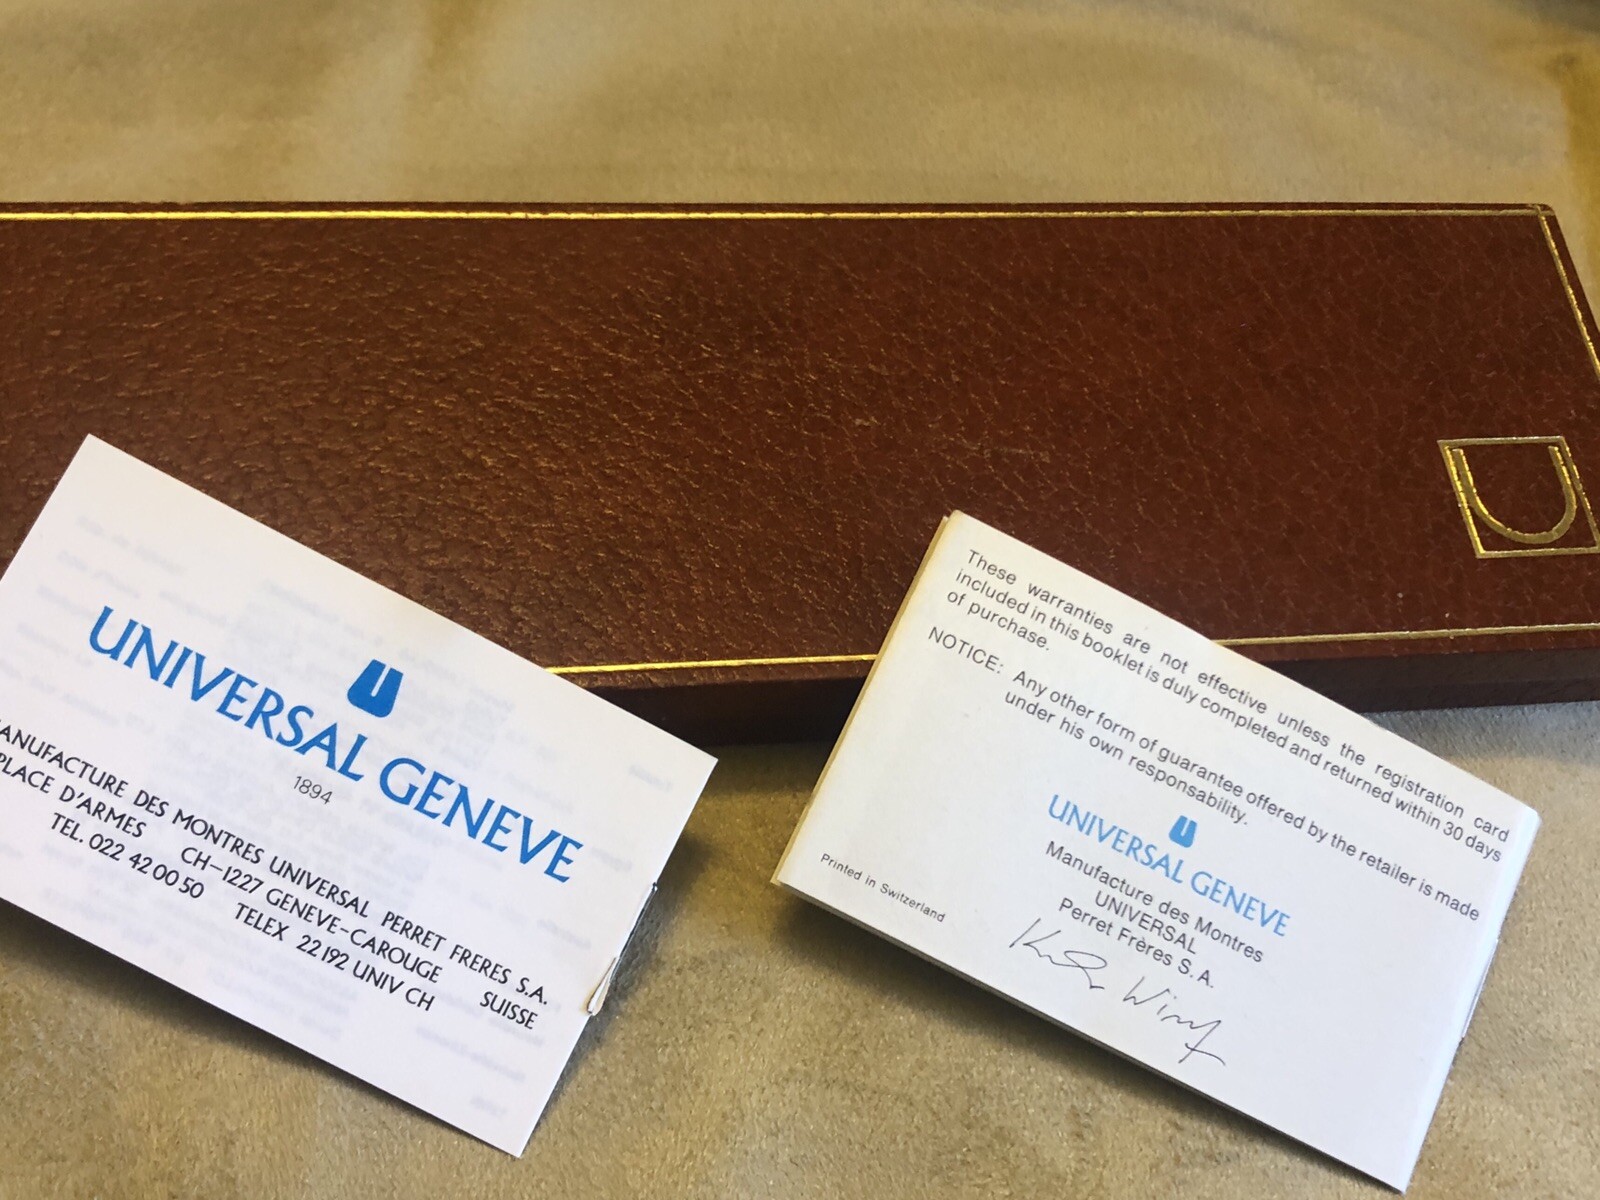 UNIVERSAL GENEVE
1894
MANUFACTURE DES MONTRES UNIVERSAL PERRET FRERES S.A.
PLACE D'ARMES CH-1227 GENEVE-CAROUGE SUISSE
TEL. 022 42 00 50 TELEX 22 192 UNIV CH
These warranties are not effective unless the registration card
included in this booklet is duly completed and returned within 30 days
of purchase.
NOTICE: Any other form of guarantee offered by the retailer is made
under his own responsability.
UNIVERSAL GENEVE
Manufacture des Montres
UNIVERSAL
Perret Frères S. A.
Printed in Switzerland
U